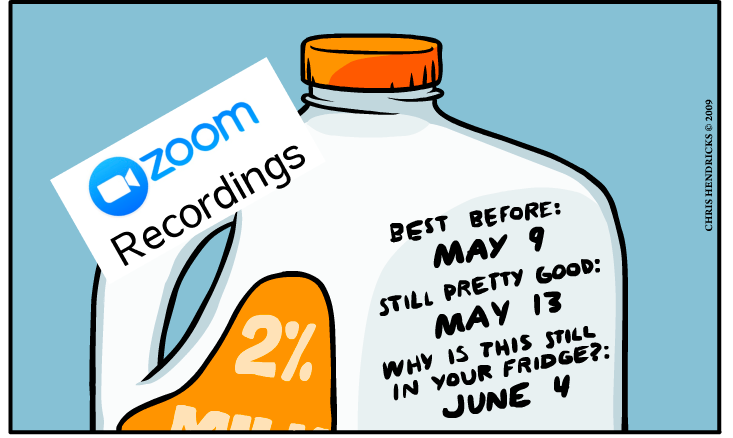 zoom
Recordings
BEST BEFORE:
MAY 9
STILL PRETTY GOOD:
MAY 13
WHY IS THIS STILL
IN YOUR FRIDGE?:
JUNE 4
2%
MILK
CHRIS HENDRICKS © 2009